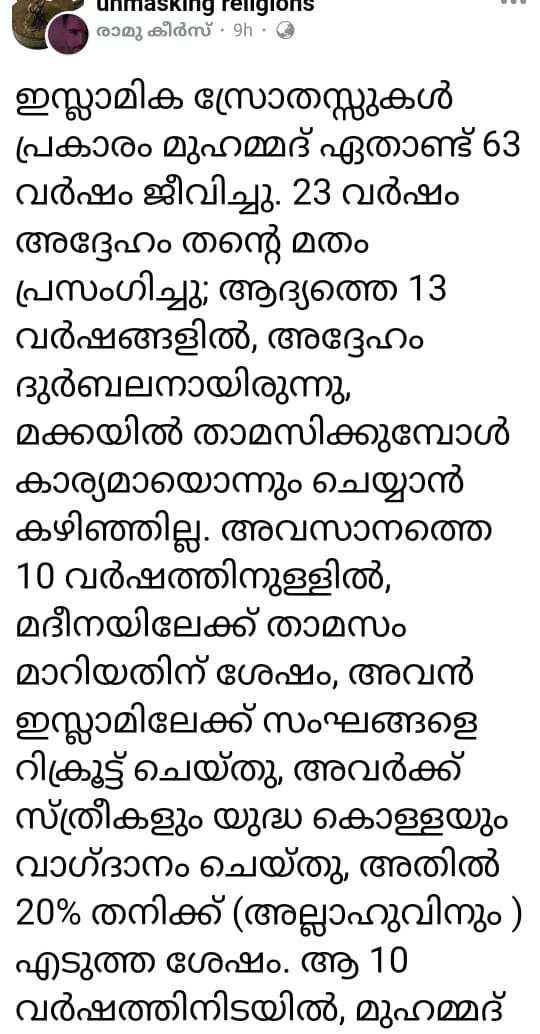 unmasking religions
രാമു കീർസ് · 9h ·
ഇസ്ലാമിക സ്രോതസ്സുകൾ
പ്രകാരം മുഹമ്മദ് ഏതാണ്ട് 63
വർഷം ജീവിച്ചു. 23 വർഷം
അദ്ദേഹം തന്റെ മതം
പ്രസംഗിച്ചു; ആദ്യത്തെ 13
വർഷങ്ങളിൽ, അദ്ദേഹം
ദുർബലനായിരുന്നു,
മക്കയിൽ താമസിക്കുമ്പോൾ
കാര്യമായൊന്നും ചെയ്യാൻ
കഴിഞ്ഞില്ല. അവസാനത്തെ
10 വർഷത്തിനുള്ളിൽ,
മദീനയിലേക്ക് താമസം
മാറിയതിന് ശേഷം, അവൻ
ഇസ്ലാമിലേക്ക് സംഘങ്ങളെ
റിക്രൂട്ട് ചെയ്തു, അവർക്ക്
സ്ത്രീകളും യുദ്ധ കൊള്ളയും
വാഗ്ദാനം ചെയ്തു, അതിൽ
20% തനിക്ക് (അല്ലാഹുവിനും )
എടുത്ത ശേഷം. ആ 10
വർഷത്തിനിടയിൽ, മുഹമ്മദ്